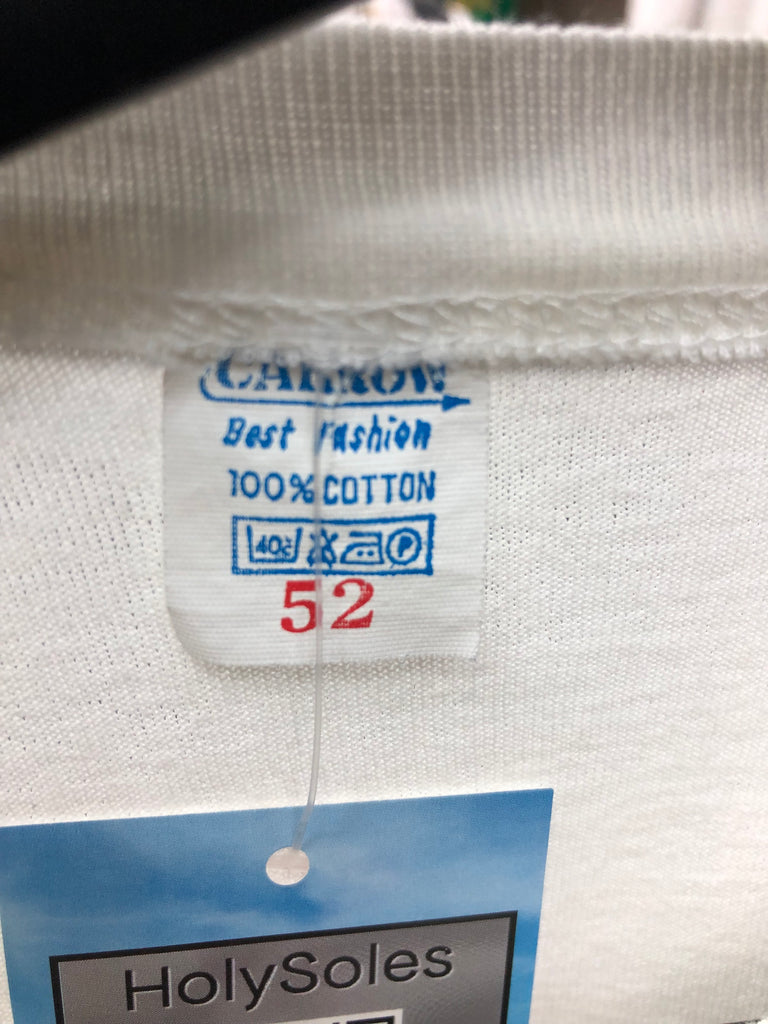 Best Fashion
100% COTTON
40°C P
52
HolySoles